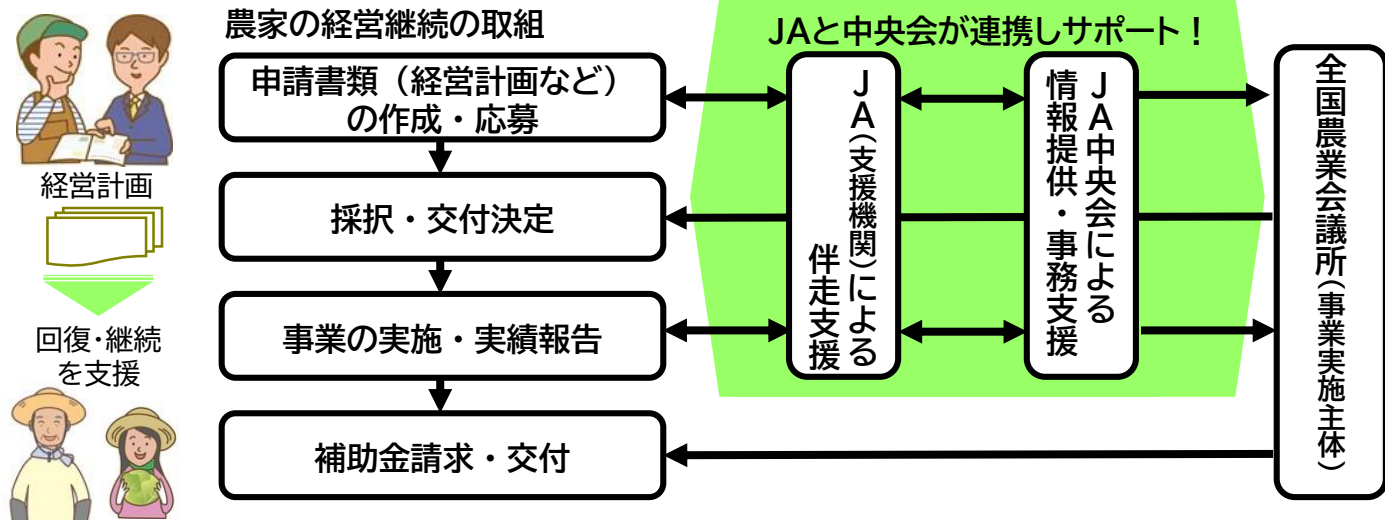 農家の経営継続の取組
JAと中央会が連携しサポート!
申請書類(経営計画など)
の作成・応募
採択・交付決定
事業の実施・実績報告
補助金請求・交付
JA(支援機関)による
伴走支援
JA中央会による
情報提供・事務支援
全国農業会議所(事業実施主体)
経営計画
回復・継続
を支援